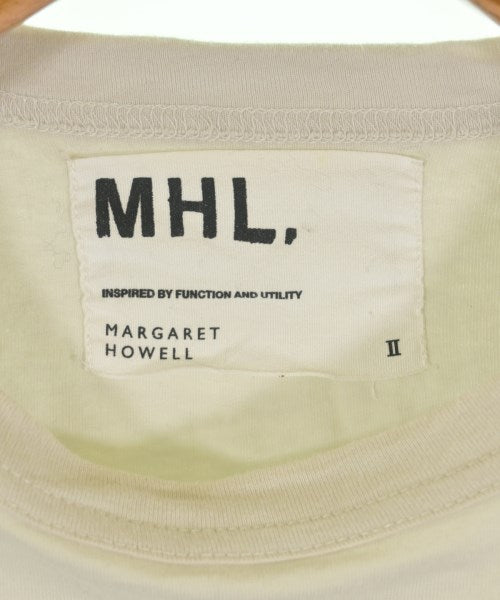 MHL.
INSPIRED BY FUNCTION AND UTILITY
MARGARET
HOWELL
II